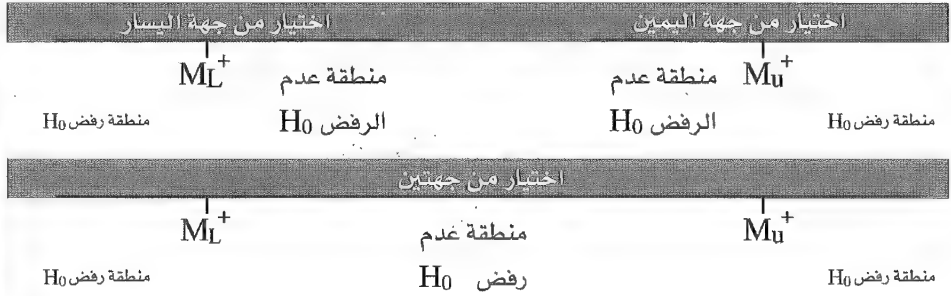 اختيار من جهة اليمين
اختيار من جهة اليسار
Mu+ منطقة عدم
منطقة عدم ML+
منطقة رفض H0
الرفض H0
الرفض H0
منطقة رفض H0
اختيار من جهتين
Mu+
منطقة عدم
ML+
منطقة رفض H0
رفض H0
منطقة رفض H0